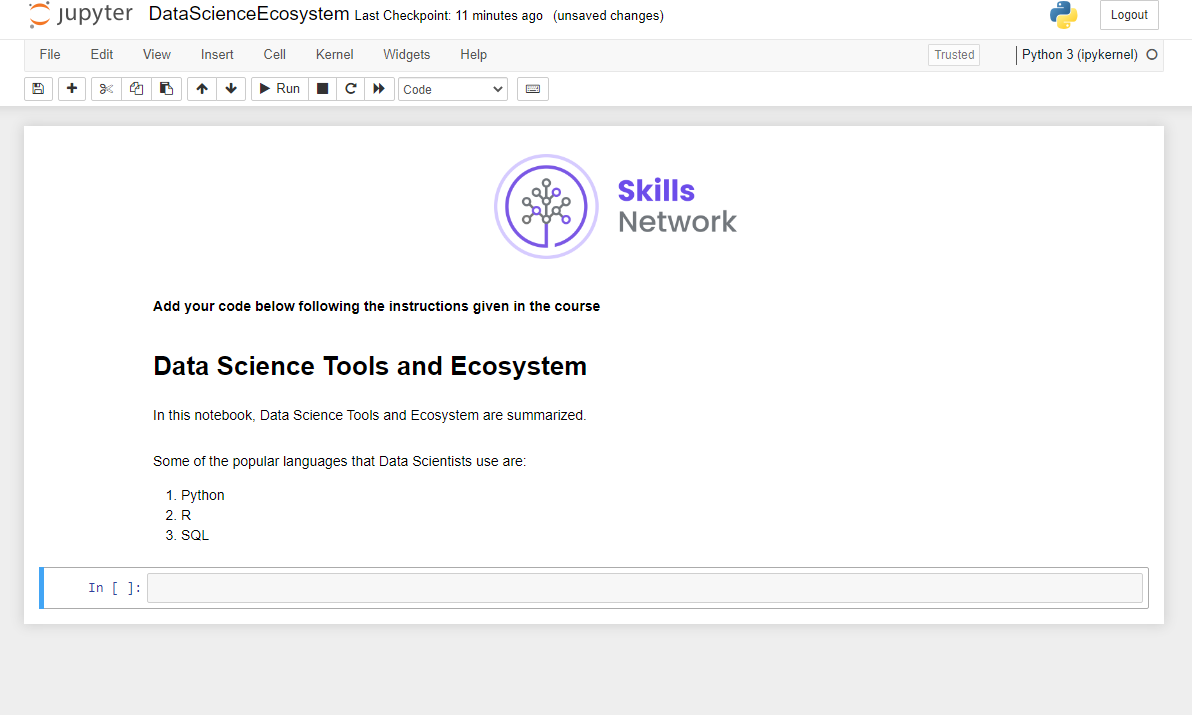 jupyter DataScienceEcosystem Last Checkpoint: 11 minutes ago (unsaved changes) Logout
File Edit View Insert Cell Kernel Widgets Help Trusted Python 3 (ipykernel)
Run Code
Skills
Network
Add your code below following the instructions given in the course
Data Science Tools and Ecosystem
In this notebook, Data Science Tools and Ecosystem are summarized.
Some of the popular languages that Data Scientists use are:
1. Python
2. R
3. SQL
In [ ]: